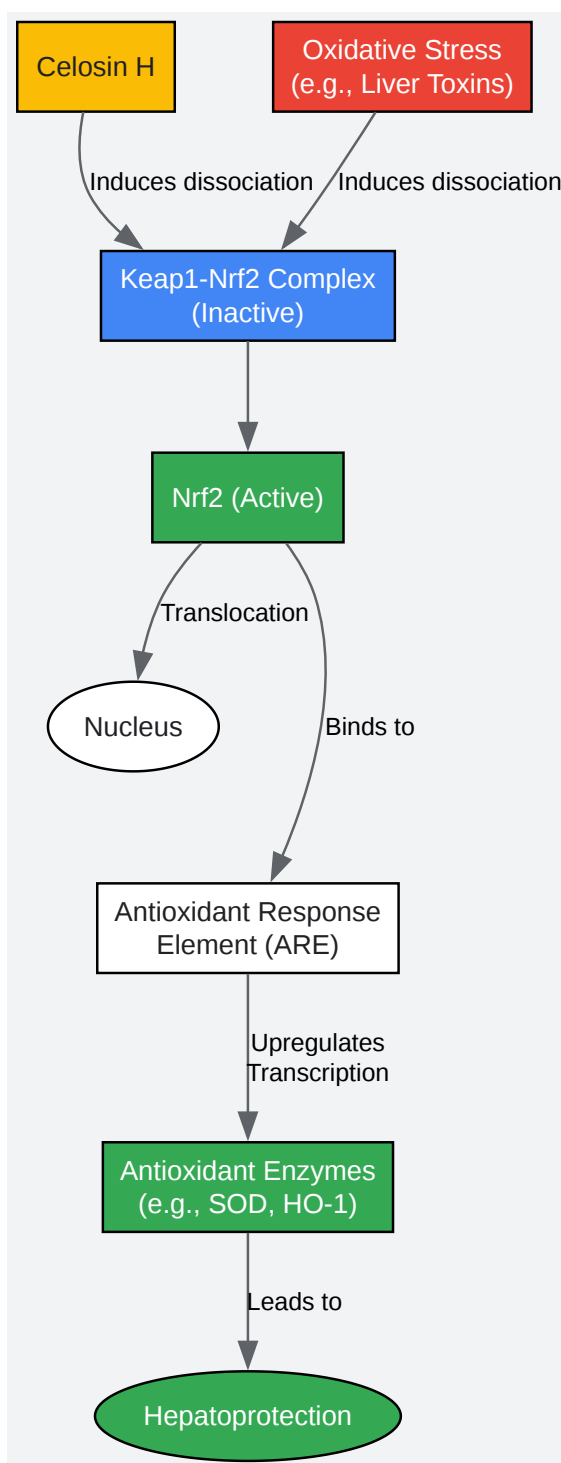 Celosin H
Oxidative Stress
(e.g., Liver Toxins)
Induces dissociation
Induces dissociation
Keap1-Nrf2 Complex
(Inactive)
Nrf2 (Active)
Translocation
Nucleus
Binds to
Antioxidant Response
Element (ARE)
Upregulates
Transcription
Antioxidant Enzymes
(e.g., SOD, HO-1)
Leads to
Hepatoprotection